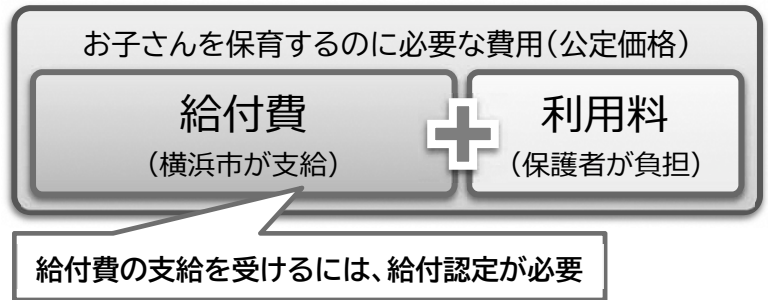 お子さんを保育するのに必要な費用（公定価格）
給付費
（横浜市が支給）
利用料
（保護者が負担）
給付費の支給を受けるには、給付認定が必要